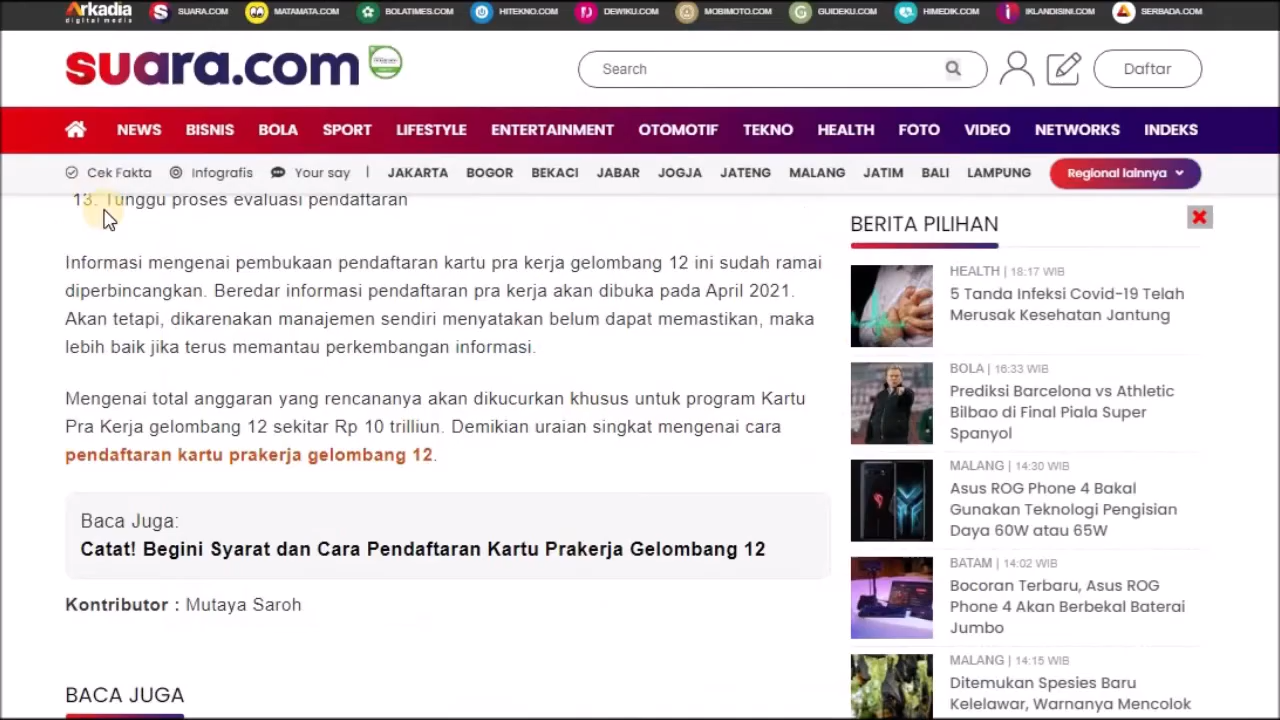 Arkadia
digital media
SUARA.COM
MATAMATA.COM
BOLATIMES.COM
HITEKNO.COM
DEWIKU.COM
MOBIMOTO.COM
GUIDEKU.COM
HIMEDIK.COM
IKLANDISINI.COM
SERBADA.COM
suara.com
Search
Daftar
NEWS BISNIS BOLA SPORT LIFESTYLE ENTERTAINMENT OTOMOTIF TEKNO HEALTH FOTO VIDEO NETWORKS INDEKS
Cek Fakta Infografis Your say | JAKARTA BOGOR BEKACI JABAR JOGJA JATENG MALANG JATIM BALI LAMPUNG Regional lainnya
13. Tunggu proses evaluasi pendaftaran
Informasi mengenai pembukaan pendaftaran kartu pra kerja gelombang 12 ini sudah ramai
diperbincangkan. Beredar informasi pendaftaran pra kerja akan dibuka pada April 2021.
Akan tetapi, dikarenakan manajemen sendiri menyatakan belum dapat memastikan, maka
lebih baik jika terus memantau perkembangan informasi.
Mengenai total anggaran yang rencananya akan dikucurkan khusus untuk program Kartu
Pra Kerja gelombang 12 sekitar Rp 10 trilliun. Demikian uraian singkat mengenai cara
pendaftaran kartu prakerja gelombang 12.
Baca Juga:
Catat! Begini Syarat dan Cara Pendaftaran Kartu Prakerja Gelombang 12
Kontributor : Mutaya Saroh
BACA JUGA
BERITA PILIHAN
HEALTH | 18:17 WIB
5 Tanda Infeksi Covid-19 Telah
Merusak Kesehatan Jantung
BOLA | 16:33 WIB
Prediksi Barcelona vs Athletic
Bilbao di Final Piala Super
Spanyol
MALANG | 14:30 WIB
Asus ROG Phone 4 Bakal
Gunakan Teknologi Pengisian
Daya 60W atau 65W
BATAM | 14:02 WIB
Bocoran Terbaru, Asus ROG
Phone 4 Akan Berbekal Baterai
Jumbo
MALANG | 14:15 WIB
Ditemukan Spesies Baru
Kelelawar, Warnanya Mencolok